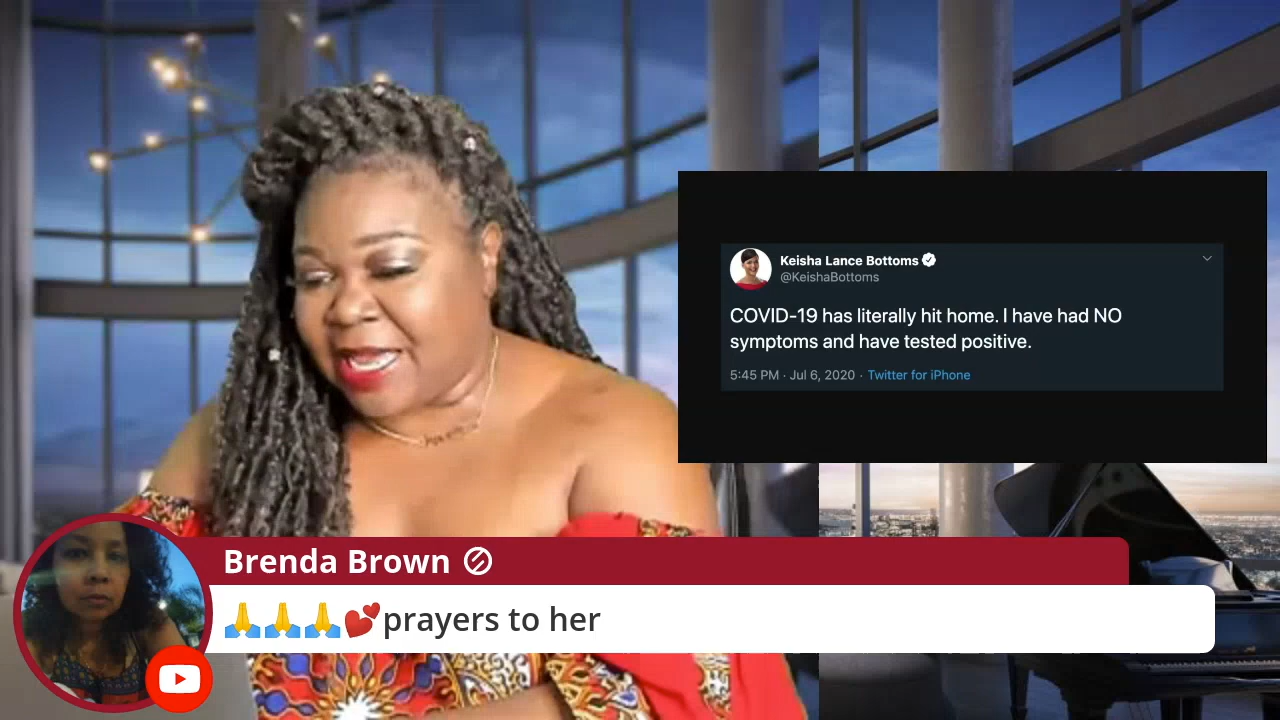 Keisha Lance Bottoms
@KeishaBottoms
COVID-19 has literally hit home. I have had NO
symptoms and have tested positive.
5:45 PM · Jul 6, 2020 · Twitter for iPhone
Brenda Brown
🙏🙏🙏💕prayers to her